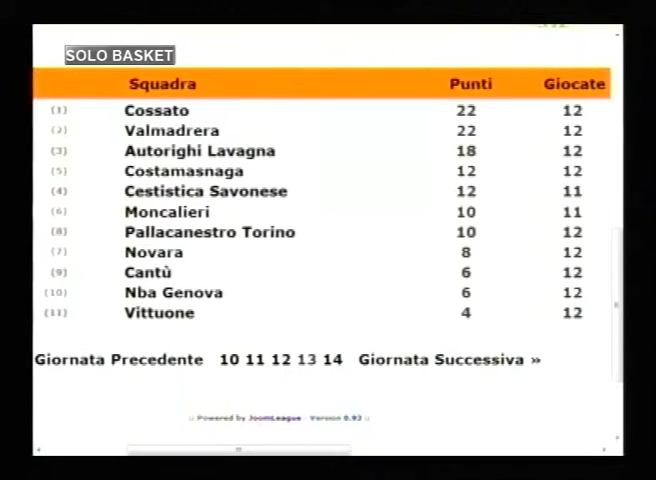 SOLO BASKET
Squadra Punti Giocate
(1) Cossato 22 12
(2) Valmadrera 22 12
(3) Autorighi Lavagna 18 12
(5) Costamasnaga 12 12
(4) Cestistica Savonese 12 11
(6) Moncalieri 10 11
(8) Pallacanestro Torino 10 12
(7) Novara 8 12
(9) Cantù 6 12
(10) Nba Genova 6 12
(11) Vittuone 4 12
Giornata Precedente 10 11 12 13 14 Giornata Successiva »
:: Powered by JoomLeague - Version 0.93 ::